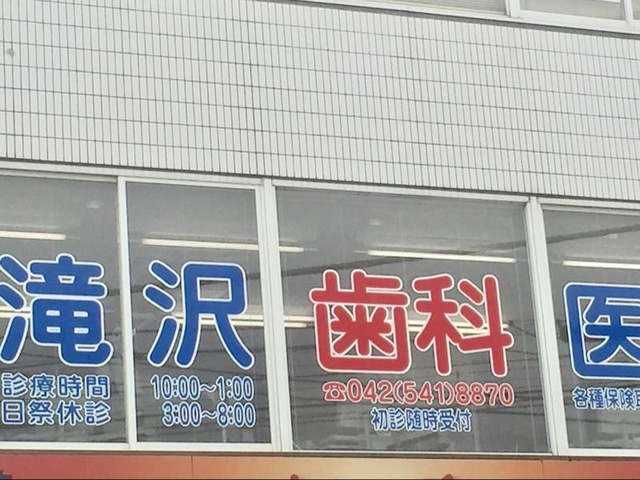 滝沢歯科医
診療時間 10:00～1:00
日祭休診 3:00～8:00
☎042(541)8870
初診随時受付
各種保険